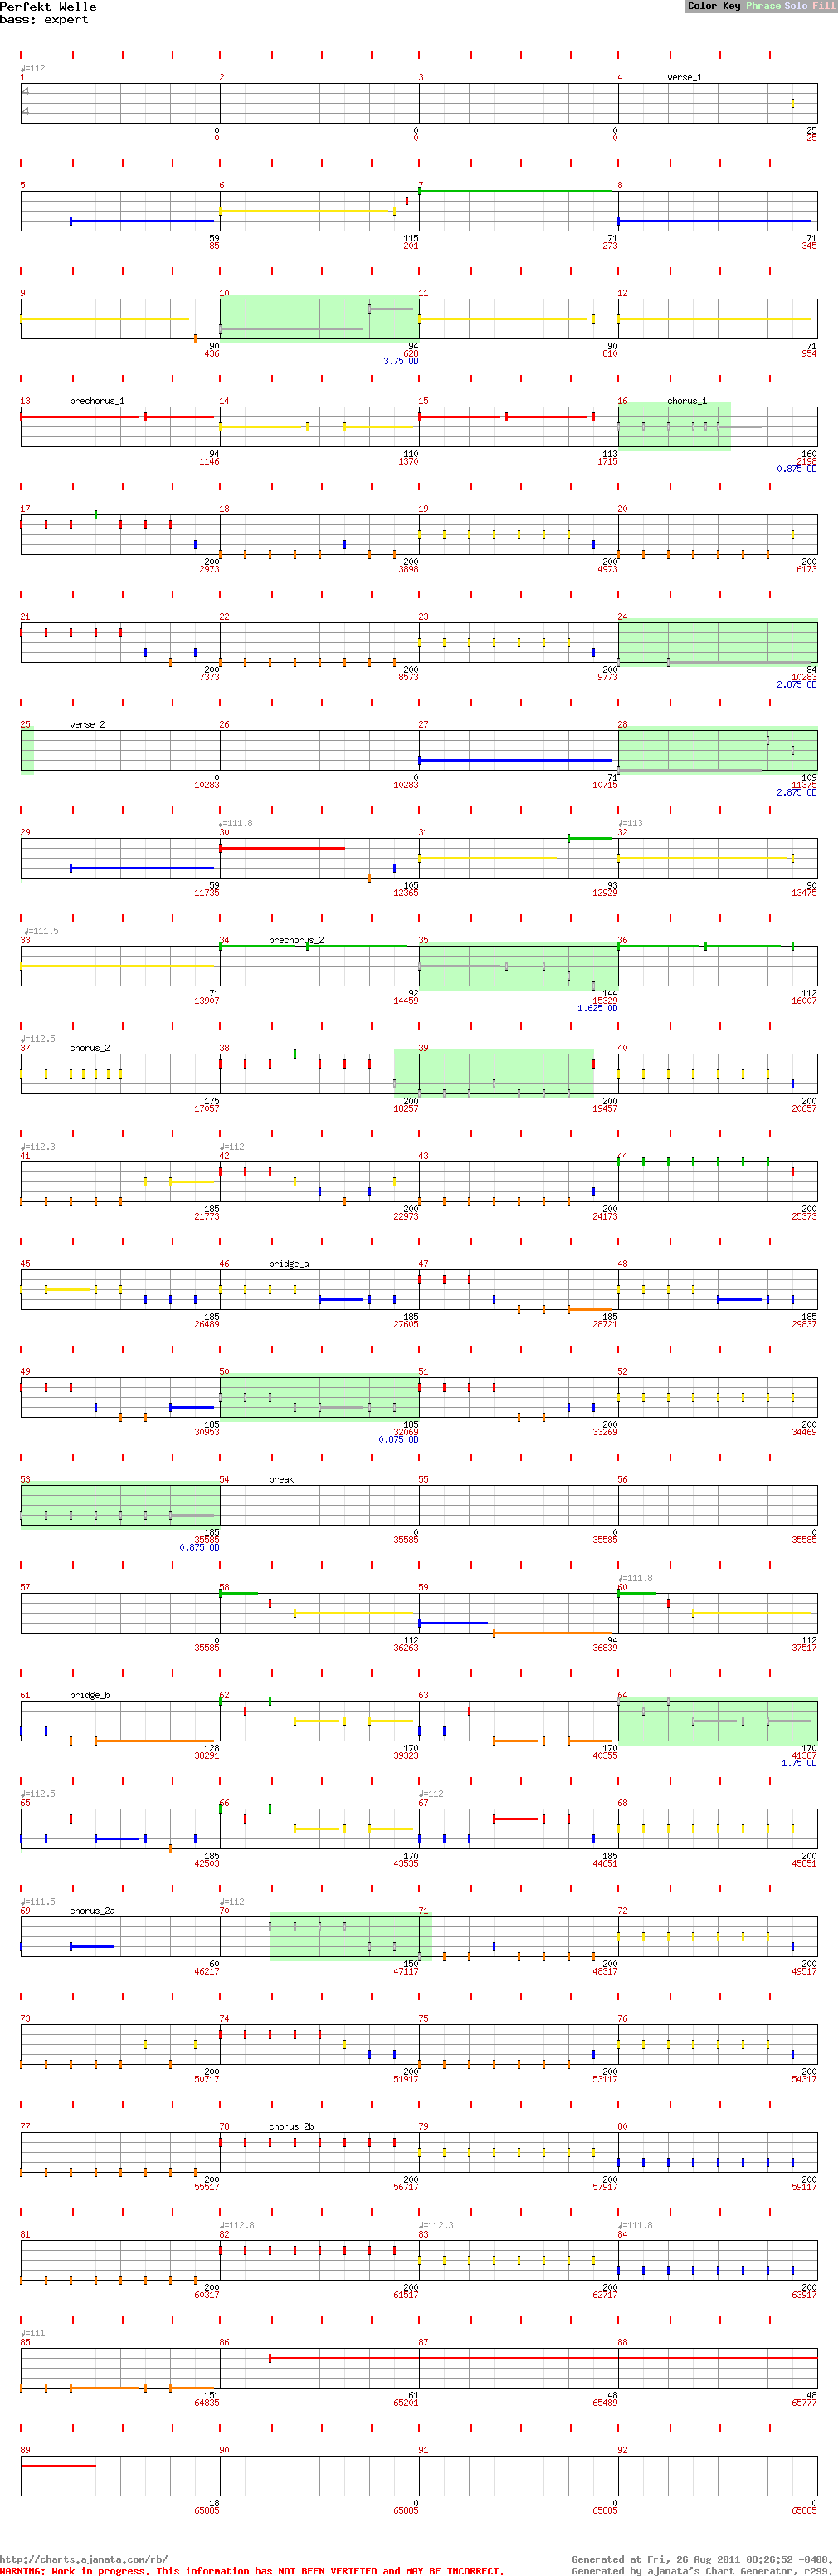 Perfekt Welle Color Key Phrase Solo Fill
bass: expert
♩=112
1 2 3 4 verse_1
4
4
0 0 0 25
0 0 0 25
5 6 7 8
59 115 71 71
85 201 273 345
9 10 11 12
90 94 90 71
436 628 810 954
3.75 OD
13 prechorus_1 14 15 16 chorus_1
94 110 113 160
1146 1370 1715 2198
0.875 OD
17 18 19 20
200 200 200 200
2973 3898 4973 6173
21 22 23 24
200 200 200 84
7373 8573 9773 10283
2.875 OD
25 verse_2 26 27 28
0 0 71 109
10283 10283 10715 11375
2.875 OD
♩=111.8 ♩=113
29 30 31 32
59 105 93 90
11735 12365 12929 13475
♩=111.5
33 34 prechorus_2 35 36
71 92 144 112
13907 14459 15329 16007
1.625 OD
♩=112.5
37 chorus_2 38 39 40
175 200 200 200
17057 18257 19457 20657
♩=112.3 ♩=112
41 42 43 44
185 200 200 200
21773 22973 24173 25373
45 46 bridge_a 47 48
185 185 185 185
26489 27605 28721 29837
49 50 51 52
185 185 200 200
30953 32069 33269 34469
0.875 OD
53 54 break 55 56
185 0 0 0
35585 35585 35585 35585
0.875 OD
♩=111.8
57 58 59 60
0 112 94 112
35585 36263 36839 37517
61 bridge_b 62 63 64
128 170 170 170
38291 39323 40355 41387
1.75 OD
♩=112.5 ♩=112
65 66 67 68
185 170 185 200
42503 43535 44651 45851
♩=111.5 ♩=112
69 chorus_2a 70 71 72
60 150 200 200
46217 47117 48317 49517
73 74 75 76
200 200 200 200
50717 51917 53117 54317
77 78 chorus_2b 79 80
200 200 200 200
55517 56717 57917 59117
♩=112.8 ♩=112.3 ♩=111.8
81 82 83 84
200 200 200 200
60317 61517 62717 63917
♩=111
85 86 87 88
151 61 48 48
64835 65201 65489 65777
89 90 91 92
18 0 0 0
65885 65885 65885 65885
http://charts.ajanata.com/rb/ Generated at Fri, 26 Aug 2011 08:26:52 -0400.
WARNING: Work in progress. This information has NOT BEEN VERIFIED and MAY BE INCORRECT. Generated by ajanata's Chart Generator, r299.